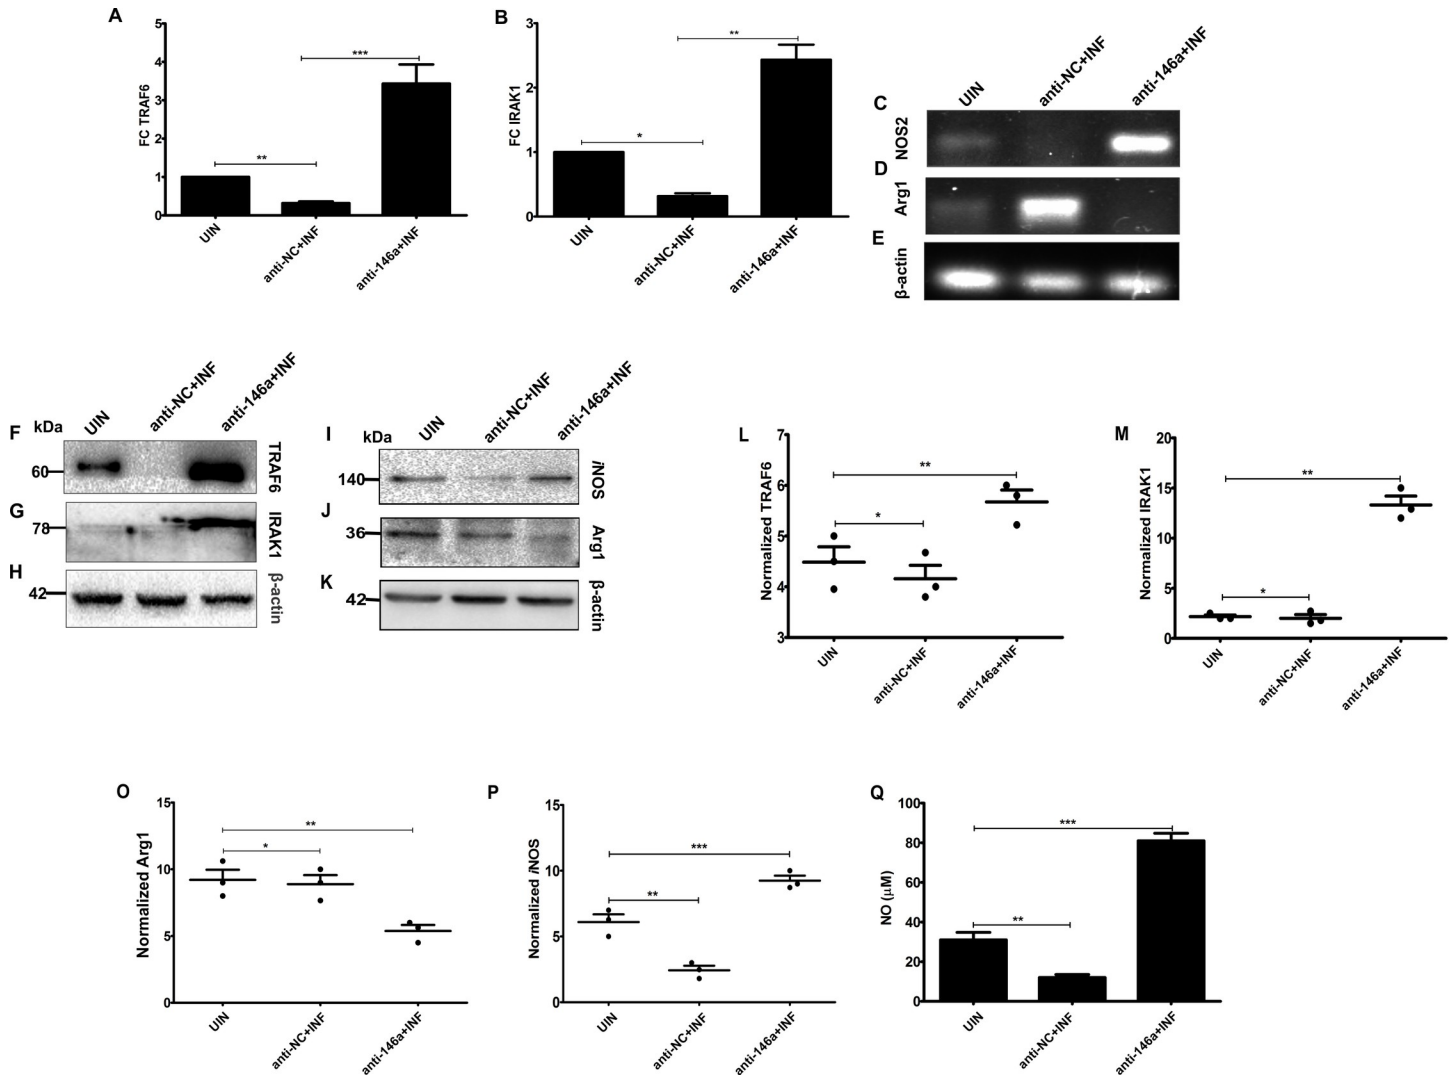 A
FC TRAF6
5
4
3
2
1
0
**
***
UIN
anti-NC+INF
anti-146a+INF
B
FC IRAK1
3
2
1
0
*
**
UIN
anti-NC+INF
anti-146a+INF
UIN
anti-NC+INF
anti-146a+INF
C
NOS2
D
Arg1
E
β-actin
UIN
anti-NC+INF
anti-146a+INF
F
kDa
60
TRAF6
G
78
IRAK1
H
42
β-actin
UIN
anti-NC+INF
anti-146a+INF
I
kDa
140
iNOS
J
36
Arg1
K
42
β-actin
L
Normalized TRAF6
7
6
5
4
3
**
*
UIN
anti-NC+INF
anti-146a+INF
M
Normalized IRAK1
20
15
10
5
0
**
*
UIN
anti-NC+INF
anti-146a+INF
O
Normalized Arg1
15
10
5
0
**
*
UIN
anti-NC+INF
anti-146a+INF
P
Normalized iNOS
15
10
5
0
***
**
UIN
anti-NC+INF
anti-146a+INF
Q
NO (µM)
100
80
60
40
20
0
***
**
UIN
anti-NC+INF
anti-146a+INF